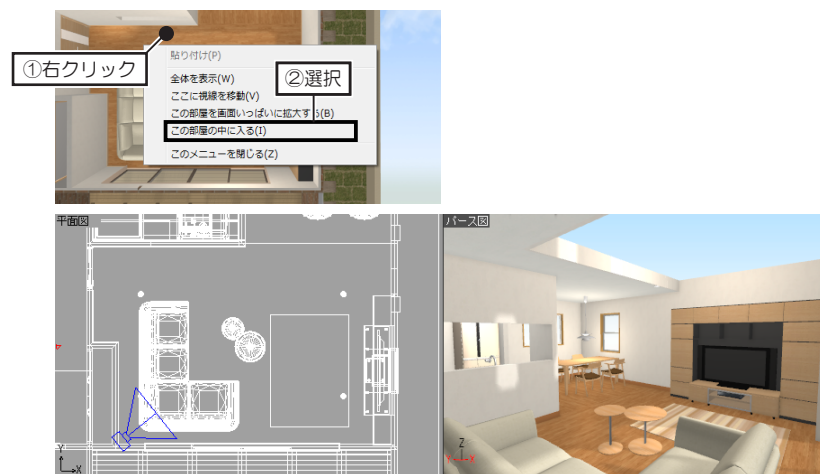 ①右クリック
貼り付け(P)
全体を表示(W)
②選択
ここに視線を移動(V)
この部屋を画面いっぱいに拡大する(B)
この部屋の中に入る(I)
このメニューを閉じる(Z)
平面図
パース図
Y
X
Z
Y
X